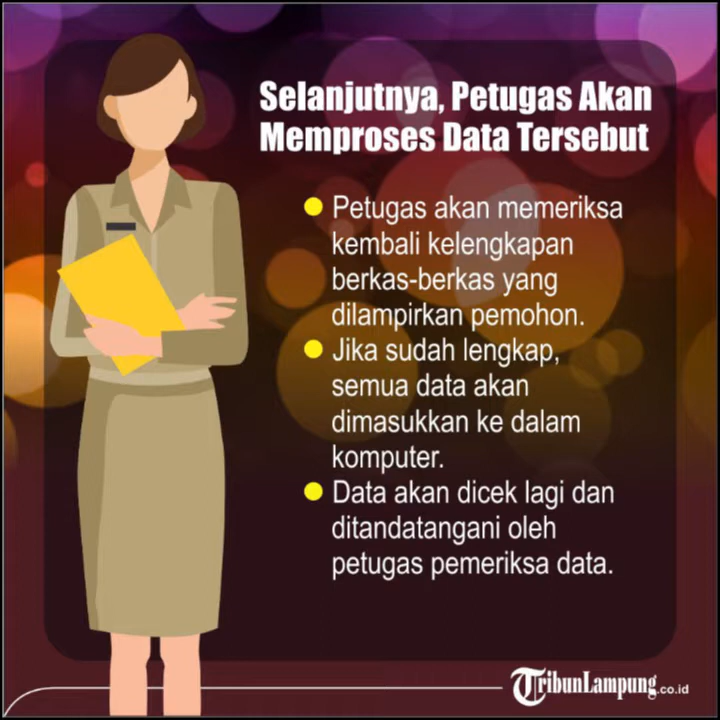 Selanjutnya, Petugas Akan
Memproses Data Tersebut
Petugas akan memeriksa
kembali kelengkapan
berkas-berkas yang
dilampirkan pemohon.
Jika sudah lengkap,
semua data akan
dimasukkan ke dalam
komputer.
Data akan dicek lagi dan
ditandatangani oleh
petugas pemeriksa data.
TribunLampung.co.id